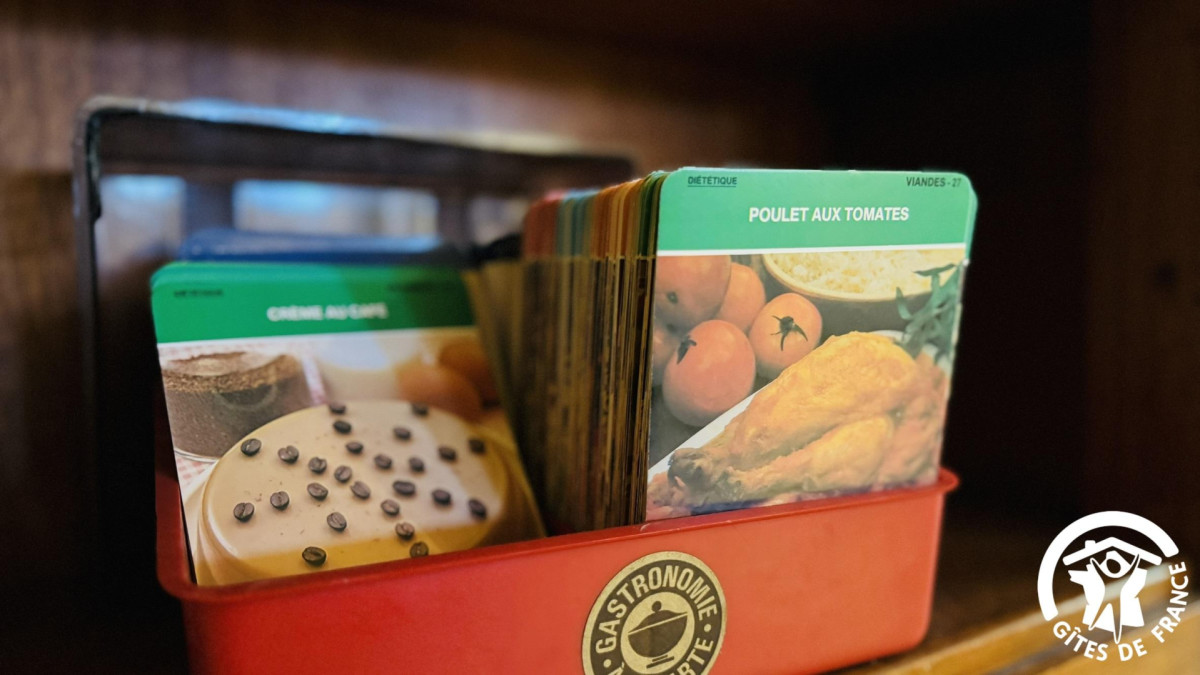 DIÉTÉTIQUE
VIANDES - 27
POULET AUX TOMATES
CRÈME AU CAFÉ
GASTRONOMIE
GÎTES DE FRANCE